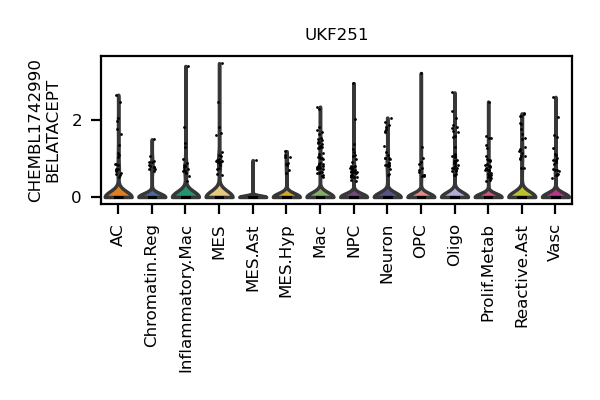 UKF251
CHEMBL1742990
BELATACEPT
2
0
AC
Chromatin.Reg
Inflammatory.Mac
MES
MES.Ast
MES.Hyp
Mac
NPC
Neuron
OPC
Oligo
Prolif.Metab
Reactive.Ast
Vasc